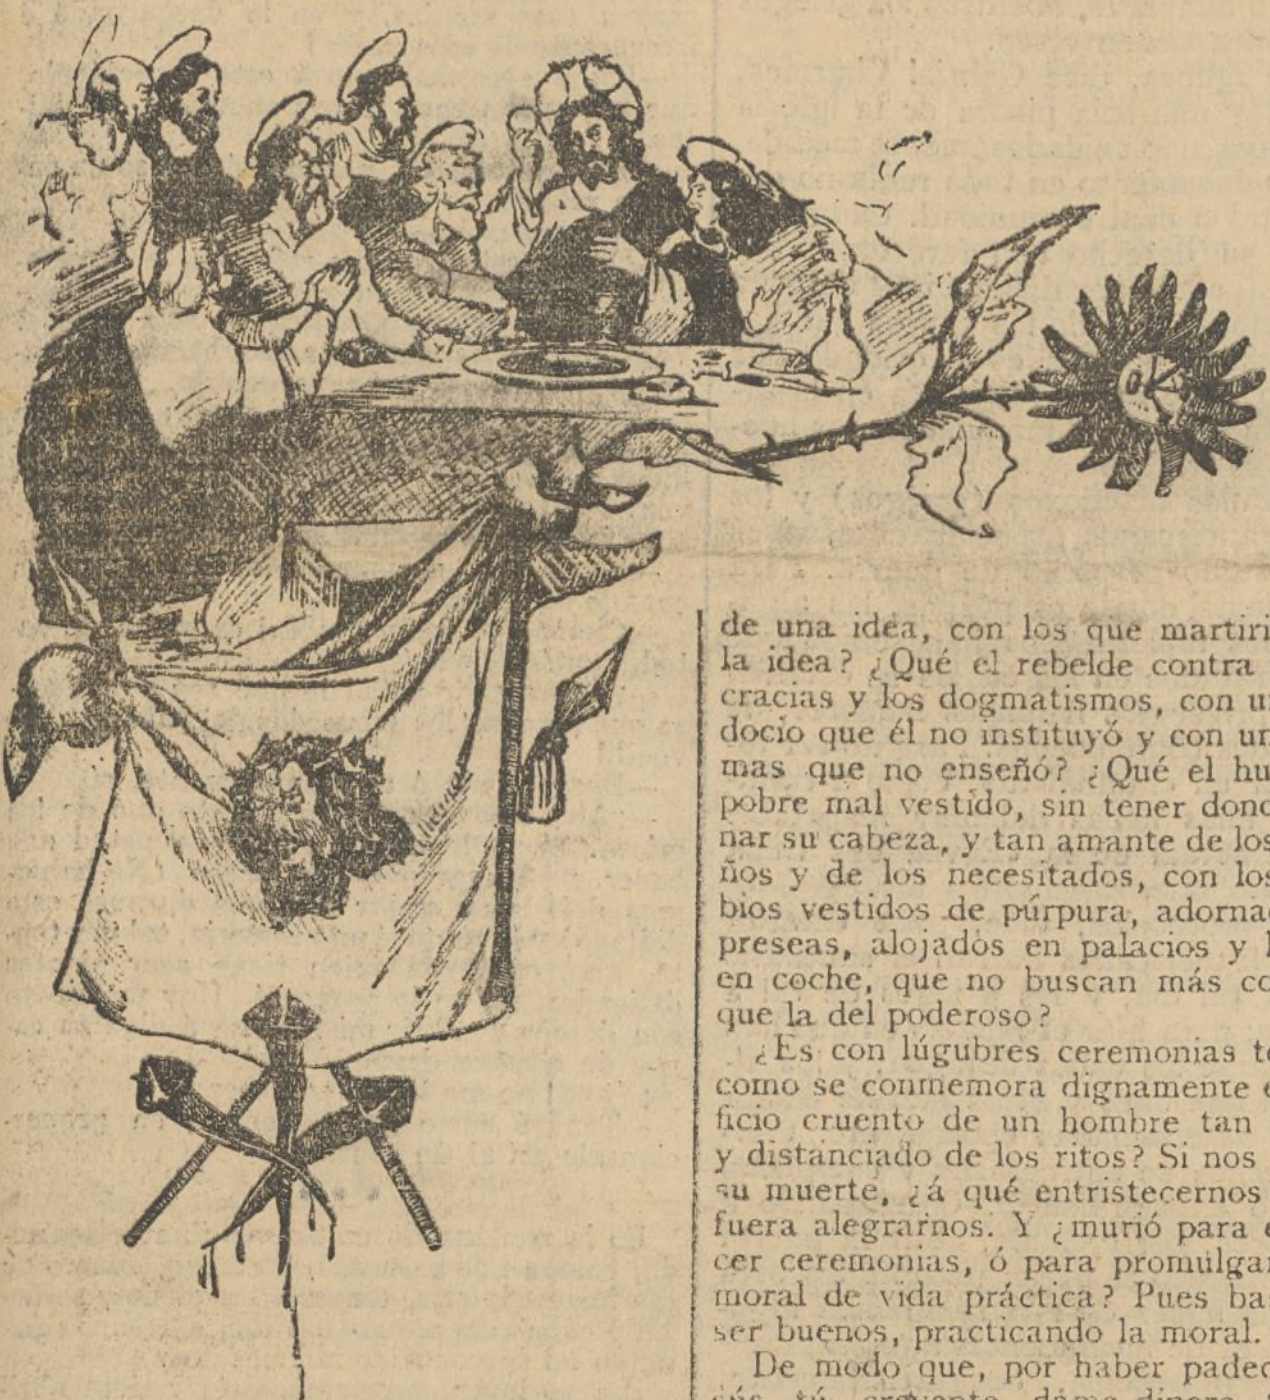 de una idea, con los que martiri
la idea? ¿Qué el rebelde contra
cracias y los dogmatismos, con un
docio que él no instituyó y con un
mas que no enseñó? ¿Qué el hu
pobre mal vestido, sin tener dond
nar su cabeza, y tan amante de los
ños y de los necesitados, con los
bios vestidos de púrpura, adornad
preseas, alojados en palacios y l
en coche, que no buscan más co
que la del poderoso?
¿Es con lúgubres ceremonias te
como se conmemora dignamente e
ficio cruento de un hombre tan
y distanciado de los ritos? Si nos
su muerte, ¿á qué entristecernos
fuera alegrarnos. Y ¿murió para e
cer ceremonias, ó para promulgar
moral de vida práctica? Pues bas
ser buenos, practicando la moral.
De modo que, por haber padec